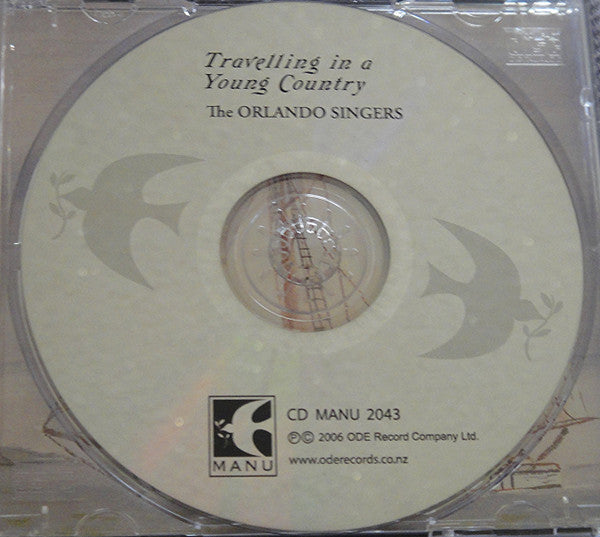 Travelling in a
Young Country
The ORLANDO SINGERS
MANU
CD MANU 2043
℗© 2006 ODE Record Company Ltd.
www.oderecords.co.nz